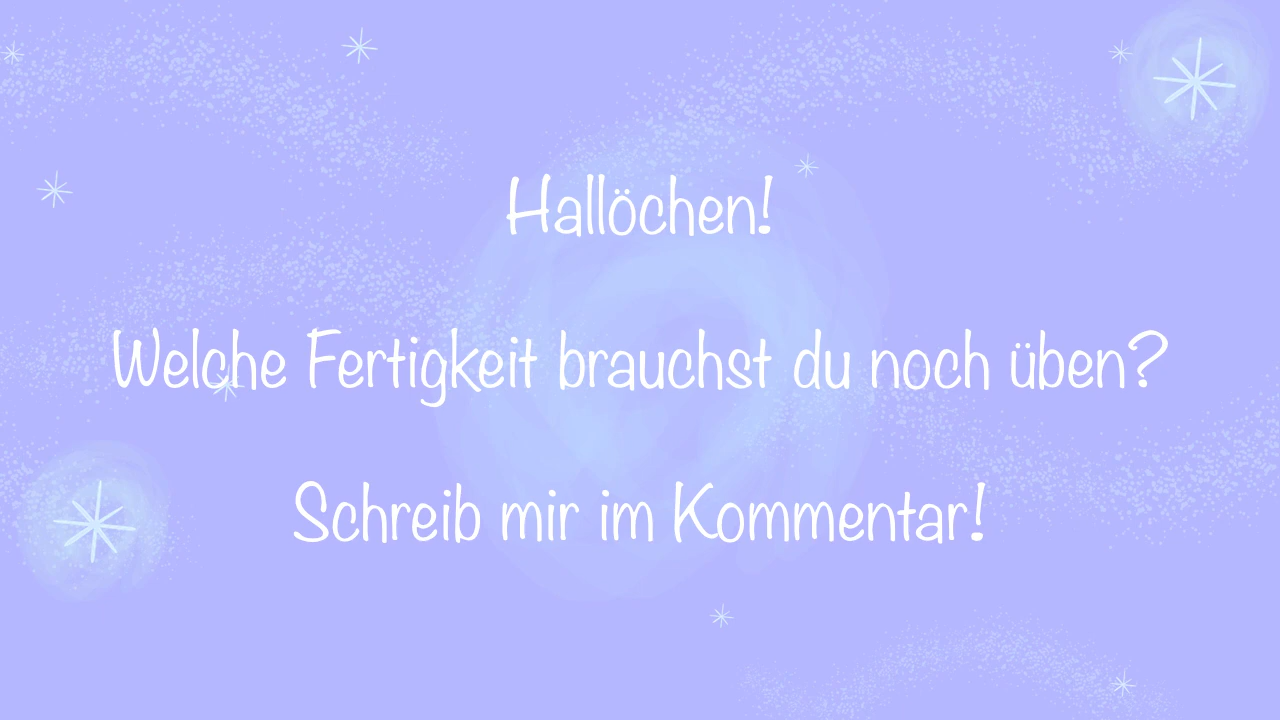 Hallöchen!
Welche Fertigkeit brauchst du noch üben?
Schreib mir im Kommentar!